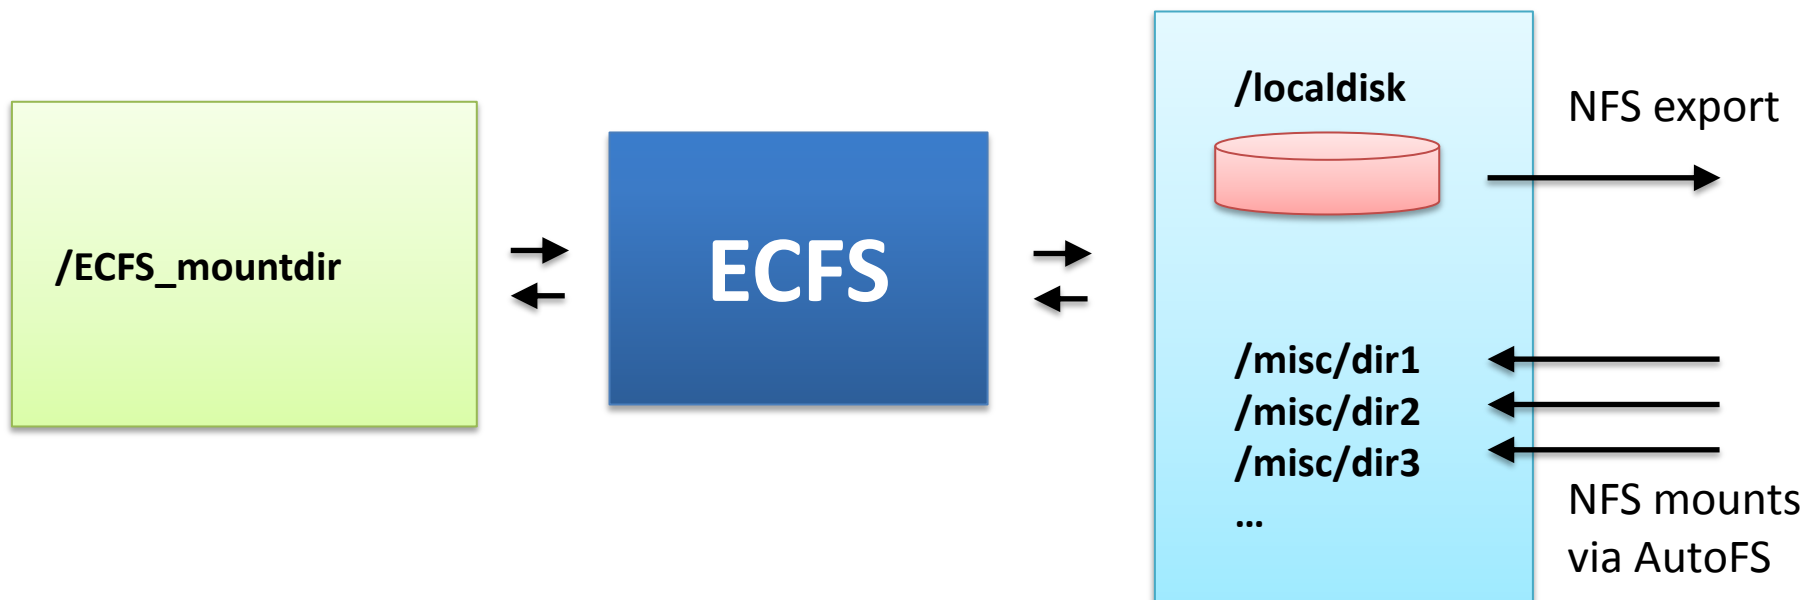 /ECFS_mountdir
ECFS
/localdisk
NFS export
/misc/dir1
/misc/dir2
/misc/dir3
…
NFS mounts
via AutoFS